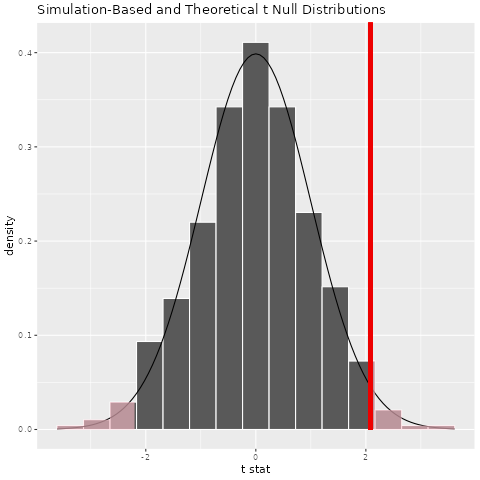 Simulation-Based and Theoretical t Null Distributions
0.4
0.3
0.2
0.1
0.0
density
-2
0
2
t stat